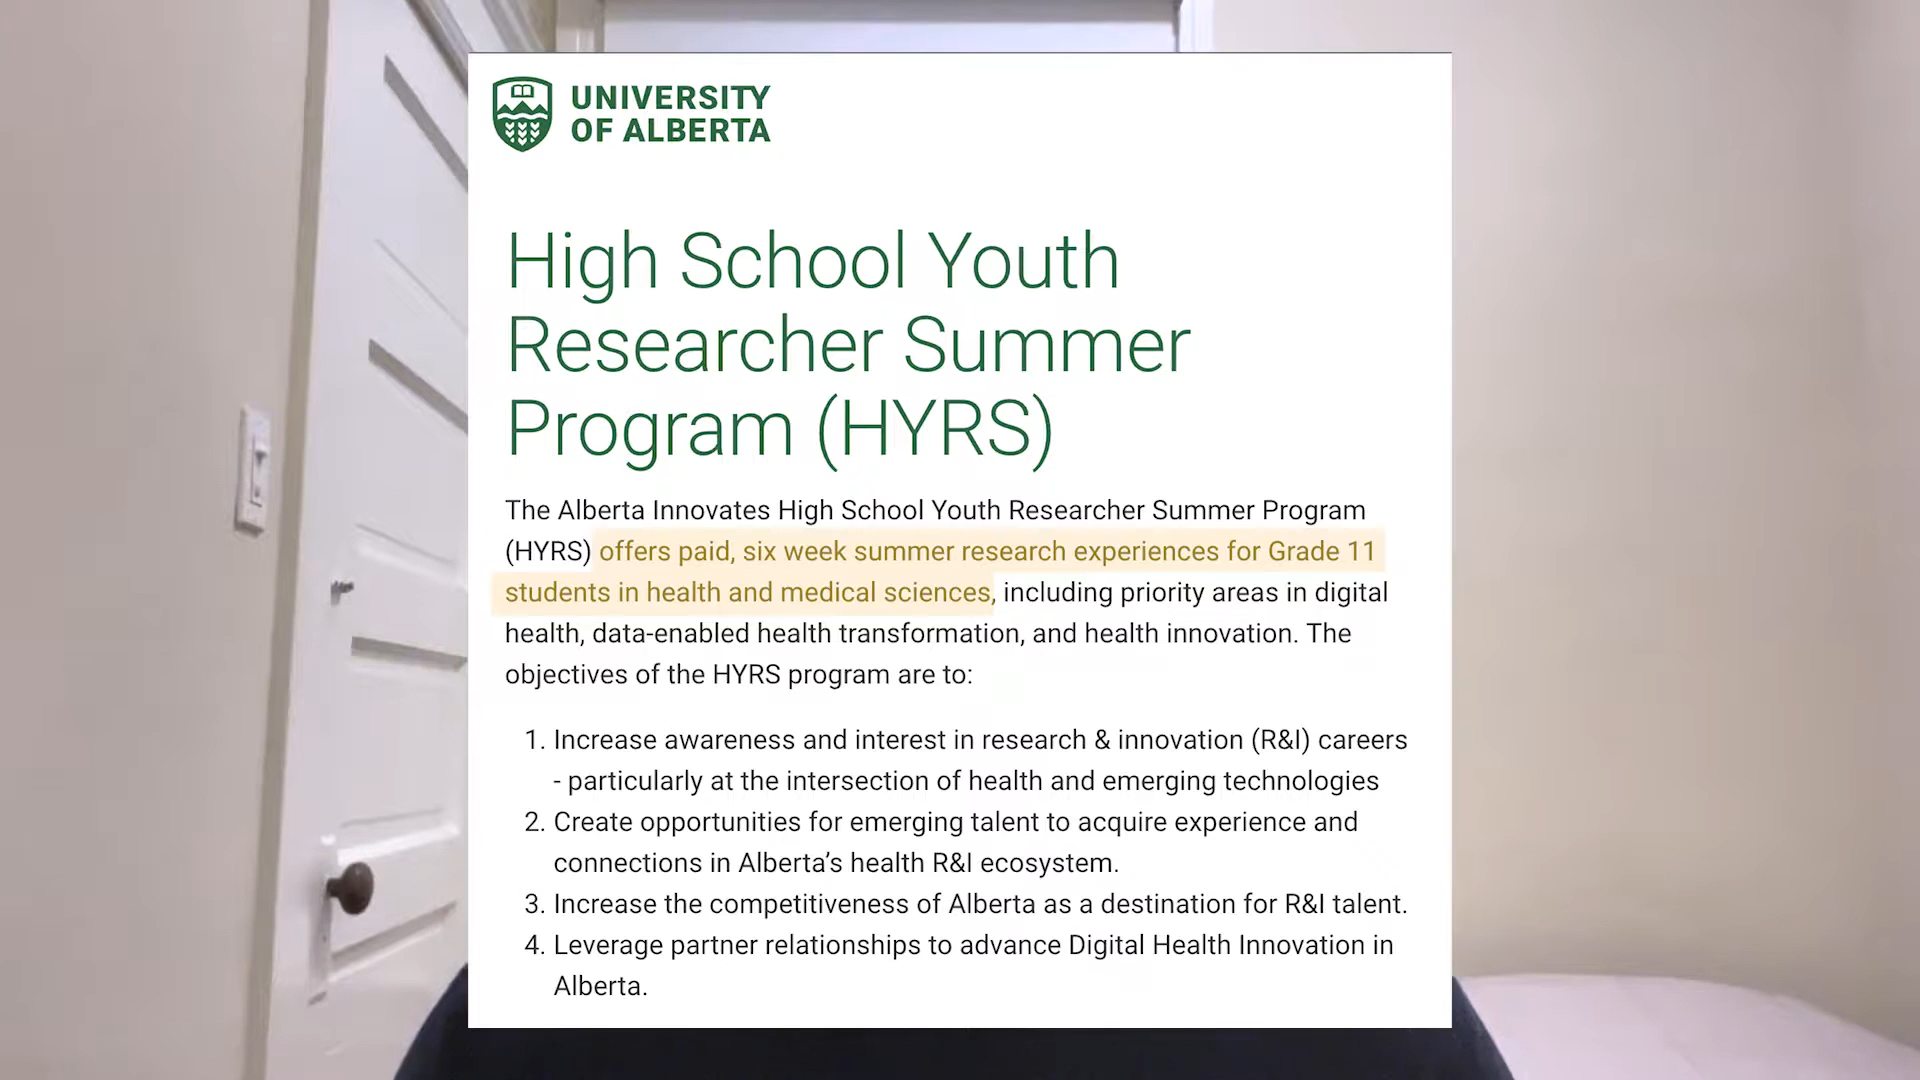 UNIVERSITY
OF ALBERTA
High School Youth
Researcher Summer
Program (HYRS)
The Alberta Innovates High School Youth Researcher Summer Program
(HYRS) offers paid, six week summer research experiences for Grade 11
students in health and medical sciences, including priority areas in digital
health, data-enabled health transformation, and health innovation. The
objectives of the HYRS program are to:
1. Increase awareness and interest in research & innovation (R&I) careers
- particularly at the intersection of health and emerging technologies
2. Create opportunities for emerging talent to acquire experience and
connections in Alberta’s health R&I ecosystem.
3. Increase the competitiveness of Alberta as a destination for R&I talent.
4. Leverage partner relationships to advance Digital Health Innovation in
Alberta.